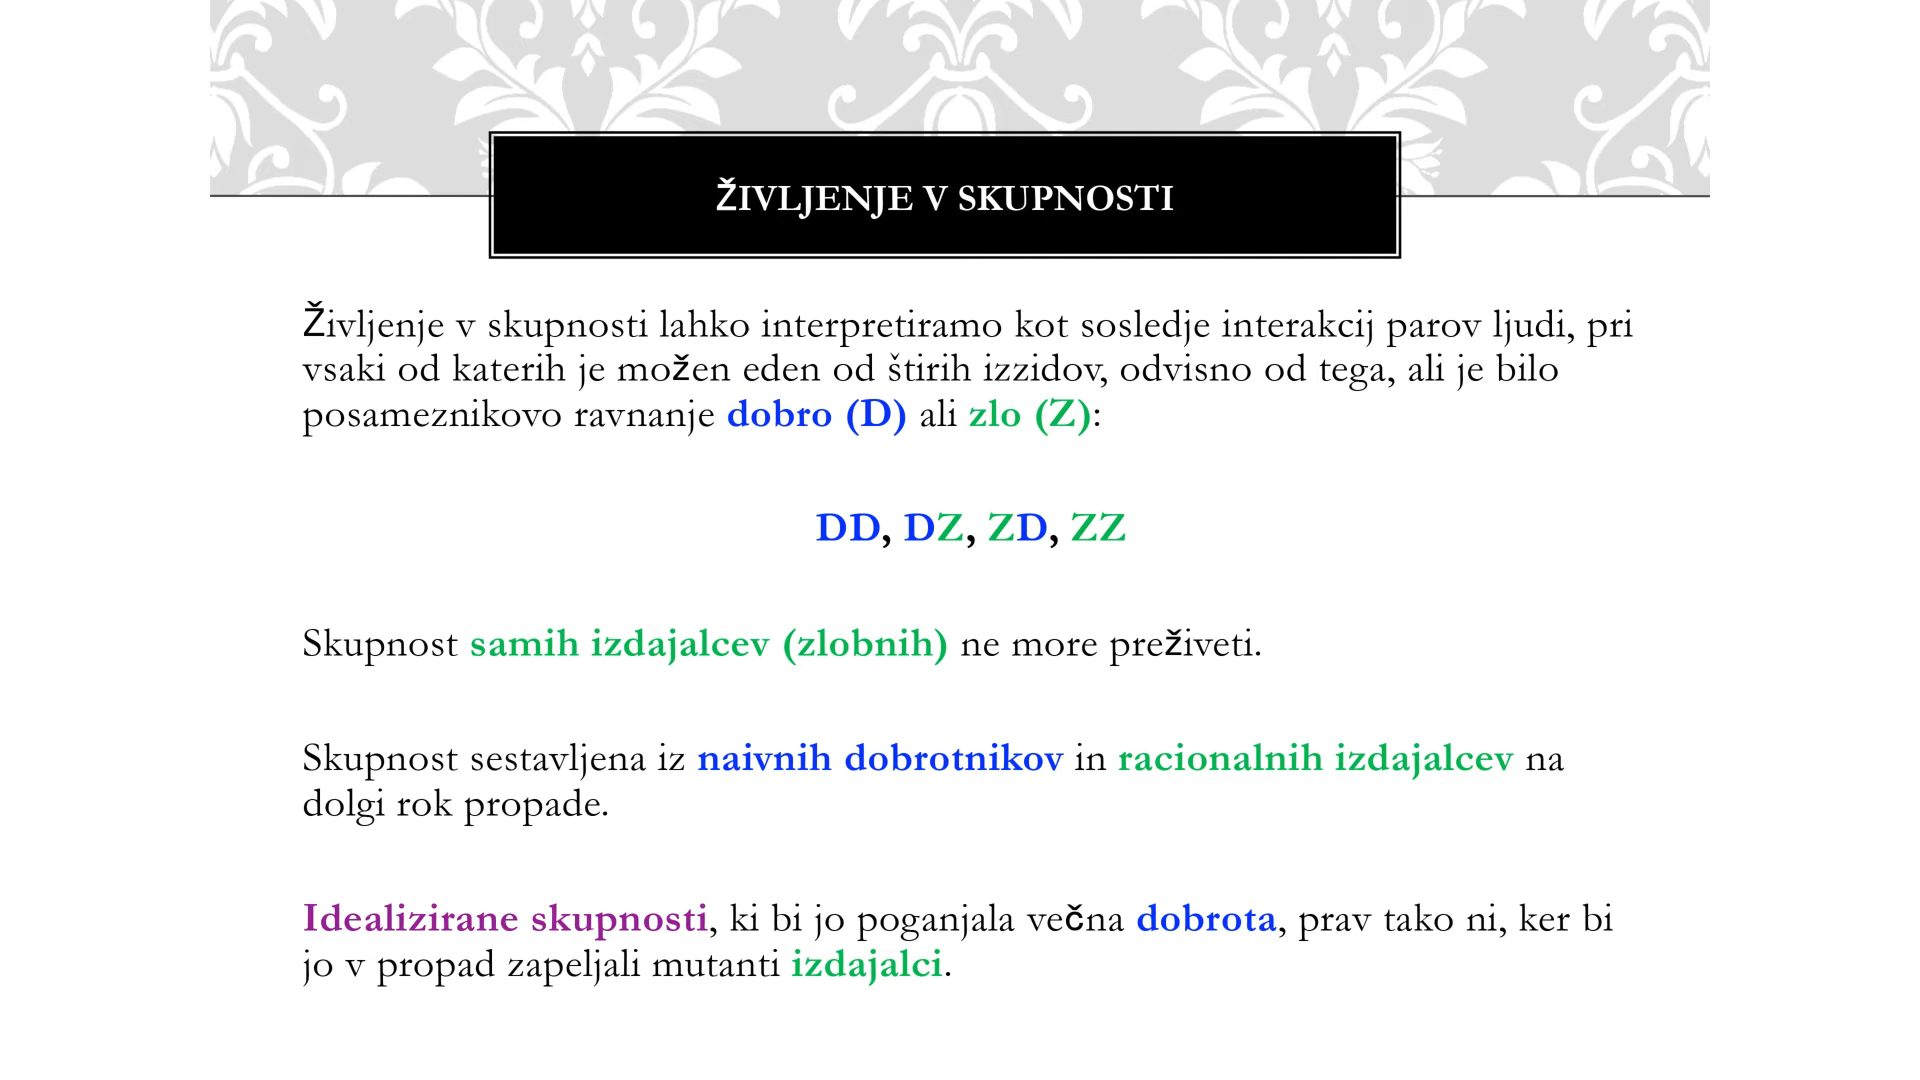 ŽIVLJENJE V SKUPNOSTI
Življenje v skupnosti lahko interpretiramo kot sosledje interakcij parov ljudi, pri
vsaki od katerih je možen eden od štirih izzidov, odvisno od tega, ali je bilo
posameznikovo ravnanje dobro (D) ali zlo (Z):
DD, DZ, ZD, ZZ
Skupnost samih izdajalcev (zlobnih) ne more preživeti.
Skupnost sestavljena iz naivnih dobrotnikov in racionalnih izdajalcev na
dolgi rok propade.
Idealizirane skupnosti, ki bi jo poganjala večna dobrota, prav tako ni, ker bi
jo v propad zapeljali mutanti izdajalci.